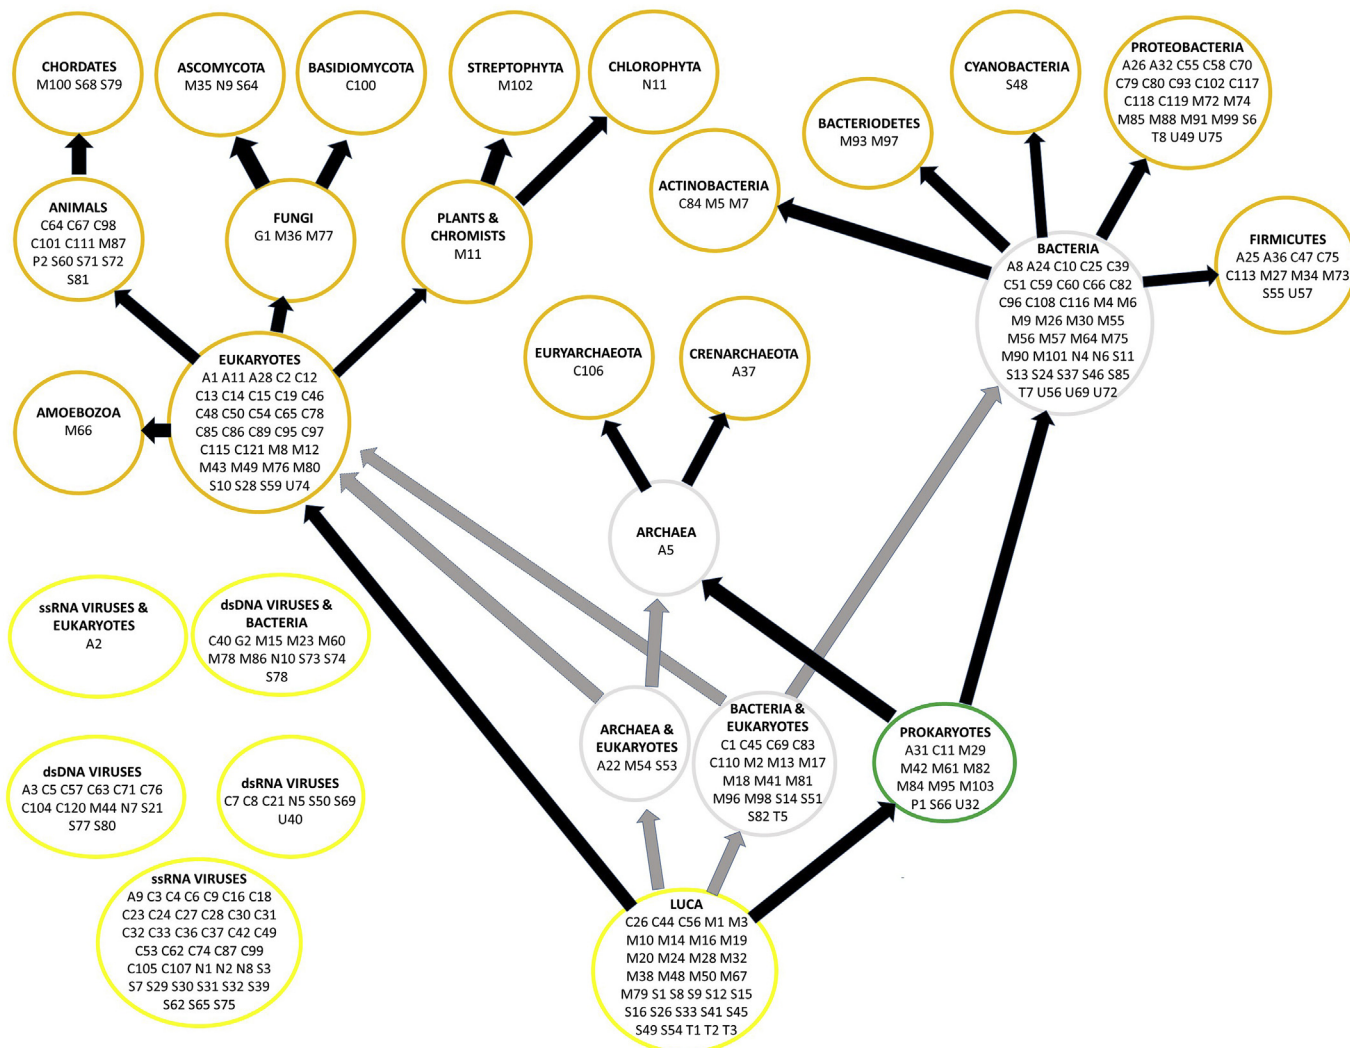 CHORDATES
M100 S68 S79
ASCOMYCOTA
M35 N9 S64
BASIDIOMYCOTA
C100
STREPTOPHYTA
M102
CHLOROPHYTA
N11
CYANOBACTERIA
S48
PROTEOBACTERIA
A26 A32 C55 C58 C70
C79 C80 C93 C102 C117
C118 C119 M72 M74
M85 M88 M91 M99 S6
T8 U49 U75
BACTERIODETES
M93 M97
ACTINOBACTERIA
C84 M5 M7
ANIMALS
C64 C67 C98
C101 C111 M87
P2 S60 S71 S72
S81
FUNGI
G1 M36 M77
PLANTS &
CHROMISTS
M11
BACTERIA
A8 A24 C10 C25 C39
C51 C59 C60 C66 C82
C96 C108 C116 M4 M6
M9 M26 M30 M55
M56 M57 M64 M75
M90 M101 N4 N6 S11
S13 S24 S37 S46 S85
T7 U56 U69 U72
FIRMICUTES
A25 A36 C47 C75
C113 M27 M34 M73
S55 U57
EUKARYOTES
A1 A11 A28 C2 C12
C13 C14 C15 C19 C46
C48 C50 C54 C65 C78
C85 C86 C89 C95 C97
C115 C121 M8 M12
M43 M49 M76 M80
S10 S28 S59 U74
AMOEBOZOA
M66
EURYARCHAEOTA
C106
CRENARCHAEOTA
A37
ARCHAEA
A5
ssRNA VIRUSES &
EUKARYOTES
A2
dsDNA VIRUSES &
BACTERIA
C40 G2 M15 M23 M60
M78 M86 N10 S73 S74
S78
ARCHAEA &
EUKARYOTES
A22 M54 S53
BACTERIA &
EUKARYOTES
C1 C45 C69 C83
C110 M2 M13 M17
M18 M41 M81
M96 M98 S14 S51
S82 T5
PROKARYOTES
A31 C11 M29
M42 M61 M82
M84 M95 M103
P1 S66 U32
dsDNA VIRUSES
A3 C5 C57 C63 C71 C76
C104 C120 M44 N7 S21
S77 S80
dsRNA VIRUSES
C7 C8 C21 N5 S50 S69
U40
ssRNA VIRUSES
A9 C3 C4 C6 C9 C16 C18
C23 C24 C27 C28 C30 C31
C32 C33 C36 C37 C42 C49
C53 C62 C74 C87 C99
C105 C107 N1 N2 N8 S3
S7 S29 S30 S31 S32 S39
S62 S65 S75
LUCA
C26 C44 C56 M1 M3
M10 M14 M16 M19
M20 M24 M28 M32
M38 M48 M50 M67
M79 S1 S8 S9 S12 S15
S16 S26 S33 S41 S45
S49 S54 T1 T2 T3